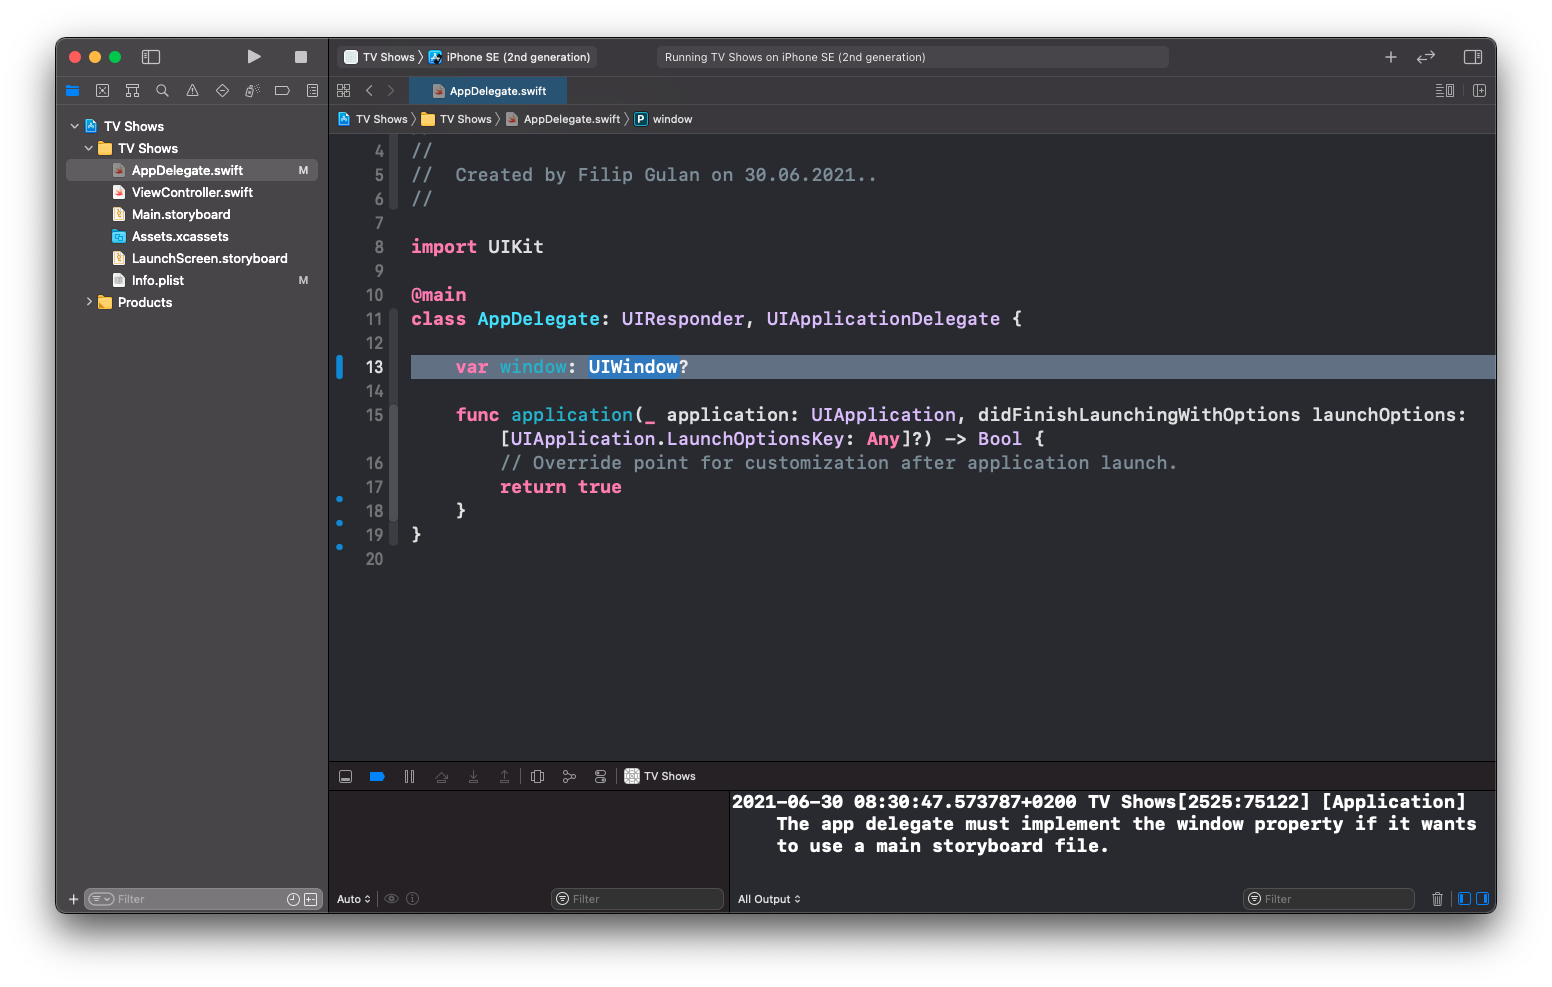 TV Shows
iPhone SE (2nd generation)
Running TV Shows on iPhone SE (2nd generation)
AppDelegate.swift
TV Shows
TV Shows
AppDelegate.swift
P
window
TV Shows
TV Shows
AppDelegate.swift M
ViewController.swift
Main.storyboard
Assets.xcassets
LaunchScreen.storyboard
Info.plist M
Products
Filter
4 //
5 //  Created by Filip Gulan on 30.06.2021..
6 //
7
8 import UIKit
9
10 @main
11 class AppDelegate: UIResponder, UIApplicationDelegate {
12
13 var window: UIWindow?
14
15 func application(_ application: UIApplication, didFinishLaunchingWithOptions launchOptions:
[UIApplication.LaunchOptionsKey: Any]?) -> Bool {
16 // Override point for customization after application launch.
17 return true
18 }
19 }
20
TV Shows
2021-06-30 08:30:47.573787+0200 TV Shows[2525:75122] [Application]
The app delegate must implement the window property if it wants
to use a main storyboard file.
Auto
Filter
All Output
Filter